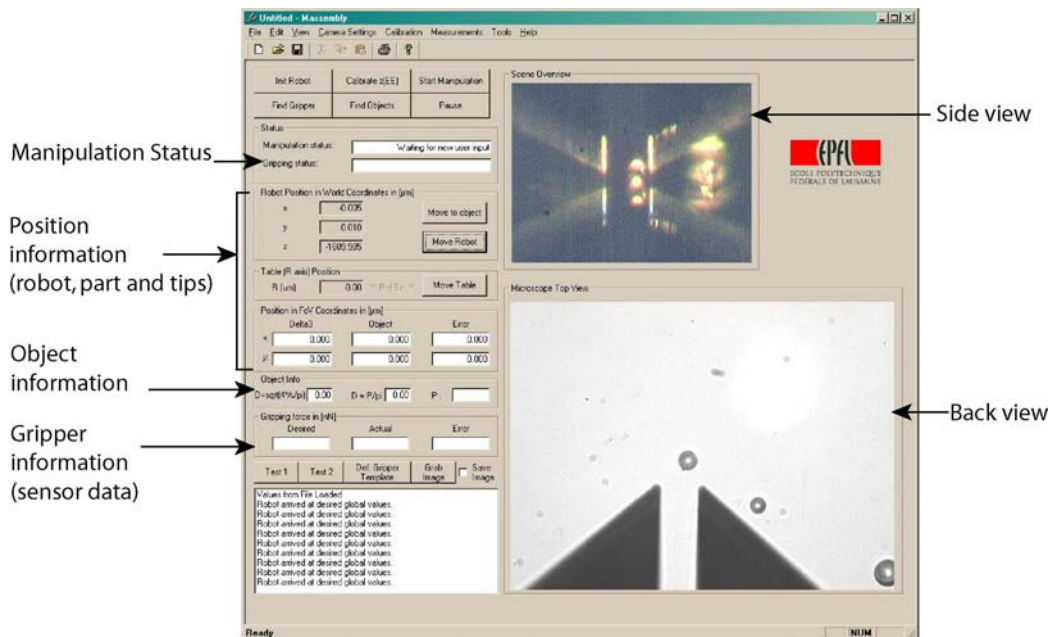 Untitled - Massembly
File Edit View Camera Settings Calibration Measurements Tools Help
Init Robot Calibrate z(EE) Start Manipulation
Find Gripper Find Objects Pause
Status
Manipulation status: Waiting for new user input
Gripping status:
Robot Position in World Coordinates in [µm]
x -0.005 Move to object
y 0.010
z -1609.985 Move Robot
Table (R axis) Position
R [um] -0.00 Move Table
Position in FoV Coordinates in [µm]
Delta3 Object Error
x 0.000 0.000 0.000
y 0.000 0.000 0.000
Object Info
D=sqrt(4*A/pi) 0.00 D = P/pi 0.00 P :
Gripping force in [nN]
Desired Actual Error
Test 1 Test 2 Def. Gripper Template Grab Image Save Image
Values from File Loaded
Robot arrived at desired global values.
Robot arrived at desired global values.
Robot arrived at desired global values.
Robot arrived at desired global values.
Robot arrived at desired global values.
Robot arrived at desired global values.
Robot arrived at desired global values.
Robot arrived at desired global values.
Robot arrived at desired global values.
Ready NUM
Scene Overview
EPFL
ECOLE POLYTECHNIQUE
FÉDÉRALE DE LAUSANNE
Microscope Top View
Manipulation Status
Position
information
(robot, part and tips)
Object
information
Gripper
information
(sensor data)
Side view
Back view